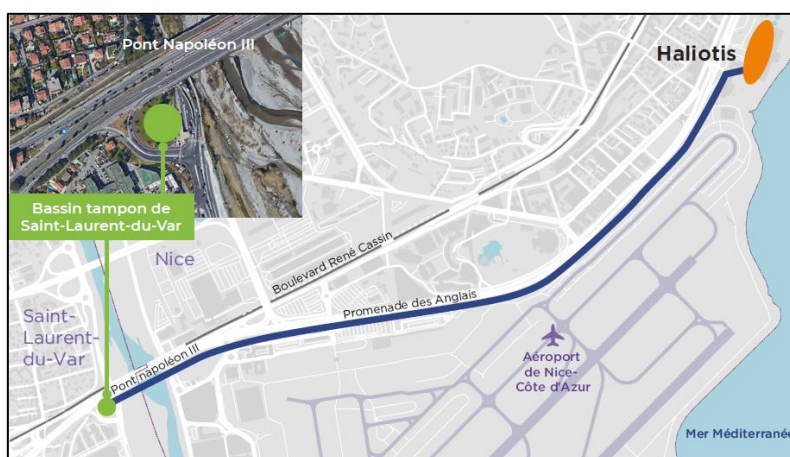 Pont Napoléon III
Haliotis
Bassin tampon de
Saint-Laurent-du-Var
Nice
Boulevard René Cassin
Promenade des Anglais
Saint-
Laurent-
du-Var
Pont napoléon III
Aéroport
de Nice-
Côte d'Azur
Mer Méditerranée